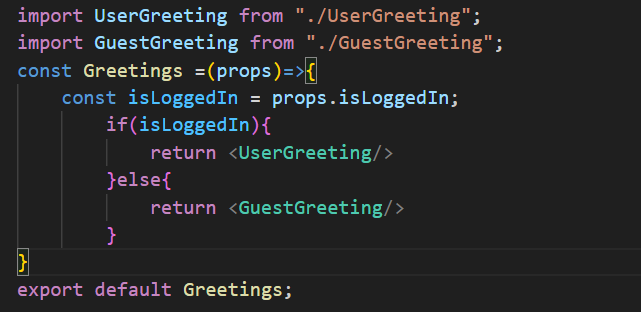 import UserGreeting from "./UserGreeting";
import GuestGreeting from "./GuestGreeting";
const Greetings =(props)=>{
    const isLoggedIn = props.isLoggedIn;
        if(isLoggedIn){
            return <UserGreeting/>
        }else{
            return <GuestGreeting/>
        }
}
export default Greetings;